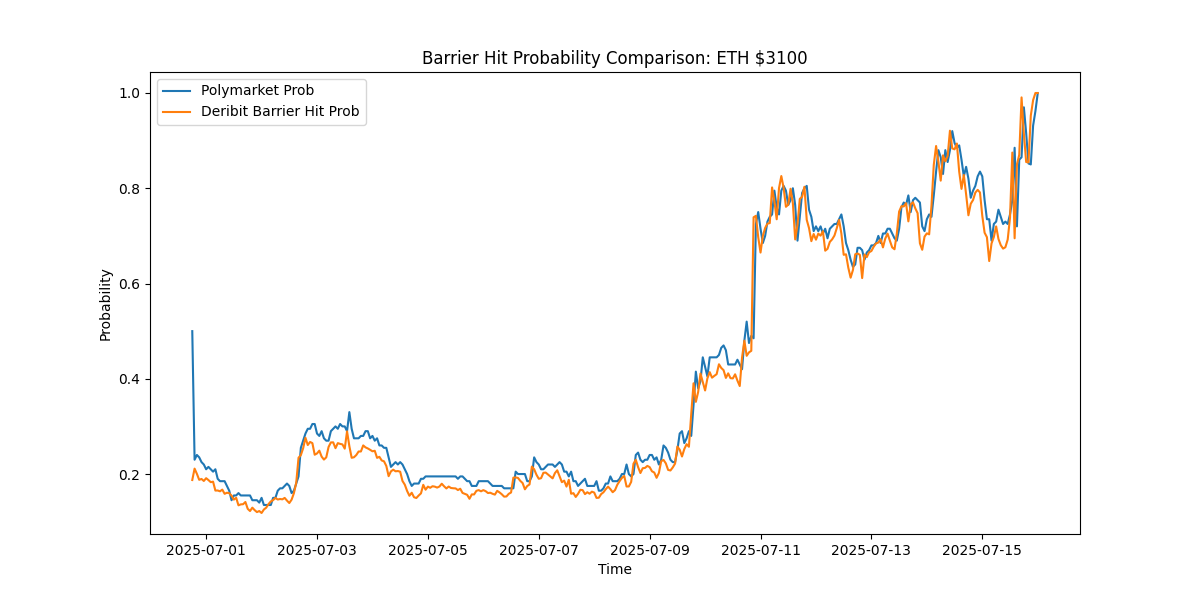 Barrier Hit Probability Comparison: ETH $3100
Polymarket Prob
Deribit Barrier Hit Prob
Probability
1.0
0.8
0.6
0.4
0.2
2025-07-01
2025-07-03
2025-07-05
2025-07-07
2025-07-09
2025-07-11
2025-07-13
2025-07-15
Time